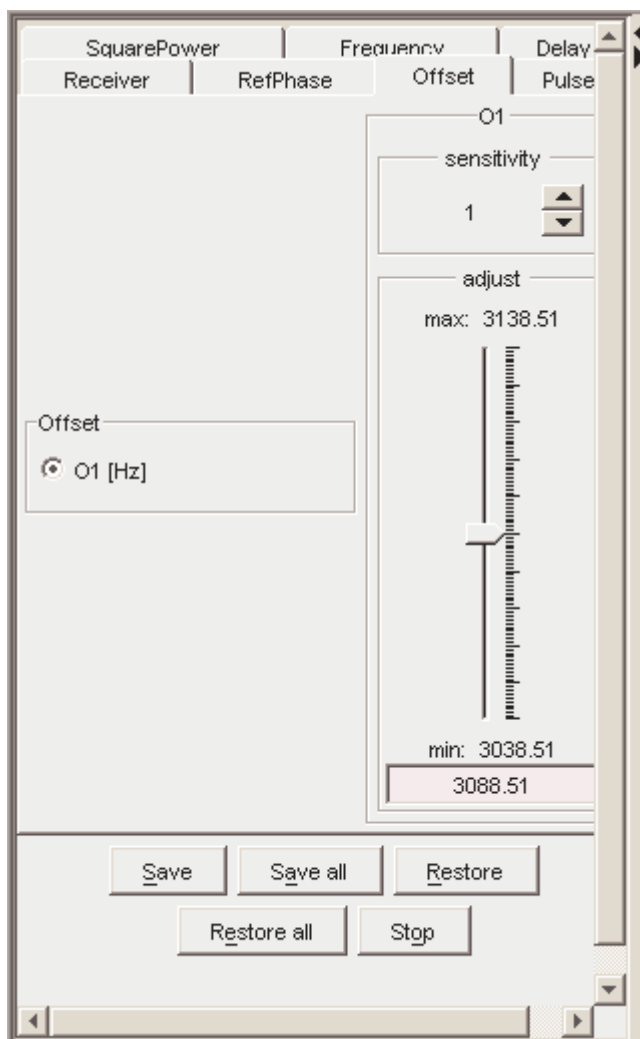 SquarePower Frequency Delay
Receiver RefPhase Offset Pulse
O1
sensitivity
1
adjust
max: 3138.51
Offset
O1 [Hz]
min: 3038.51
3088.51
Save Save all Restore
Restore all Stop